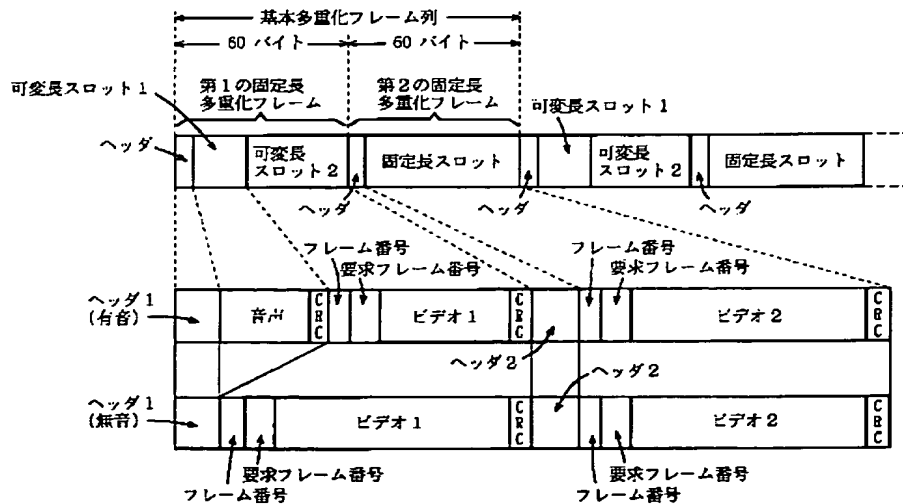 基本多重化フレーム列
60 バイト
60 バイト
第1の固定長
多重化フレーム
第2の固定長
多重化フレーム
可変長スロット1
可変長スロット1
ヘッダ
可変長
スロット2
固定長スロット
可変長
スロット2
固定長スロット
ヘッダ
ヘッダ
ヘッダ
フレーム番号
要求フレーム番号
フレーム番号
要求フレーム番号
ヘッダ1
(有音)
音声
CRC
ビデオ1
CRC
ビデオ2
CRC
ヘッダ2
ヘッダ2
ヘッダ1
(無音)
ビデオ1
CRC
ビデオ2
CRC
要求フレーム番号
フレーム番号
要求フレーム番号
フレーム番号